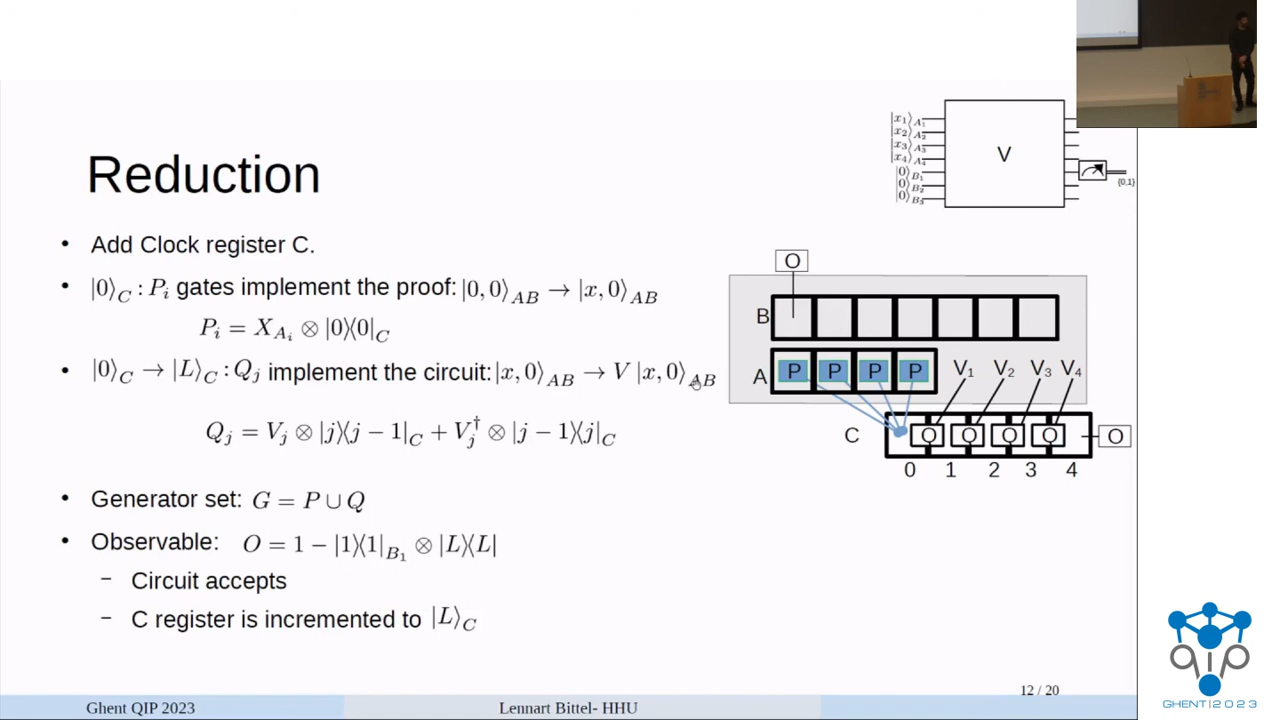 Reduction
• Add Clock register C.
• |0⟩_C : P_i gates implement the proof: |0,0⟩_AB → |x,0⟩_AB
P_i = X_{A_i} ⊗ |0⟩⟨0|_C
• |0⟩_C → |L⟩_C : Q_j implement the circuit: |x,0⟩_AB → V |x,0⟩_AB
Q_j = V_j ⊗ |j⟩⟨j−1|_C + V_j^† ⊗ |j−1⟩⟨j|_C
• Generator set: G = P ∪ Q
• Observable: O = 1 − |1⟩⟨1|_{B_1} ⊗ |L⟩⟨L|
− Circuit accepts
− C register is incremented to |L⟩_C
|x_1⟩_{A_1}
|x_2⟩_{A_2}
|x_3⟩_{A_3}
|x_4⟩_{A_4}
|0⟩_{B_1}
|0⟩_{B_2}
|0⟩_{B_3}
V
{0,1}
O
B
A P P P P V_1 V_2 V_3 V_4
C O O O O O
0 1 2 3 4
12 / 20
Ghent QIP 2023 Lennart Bittel- HHU
qip
GHENT|2023